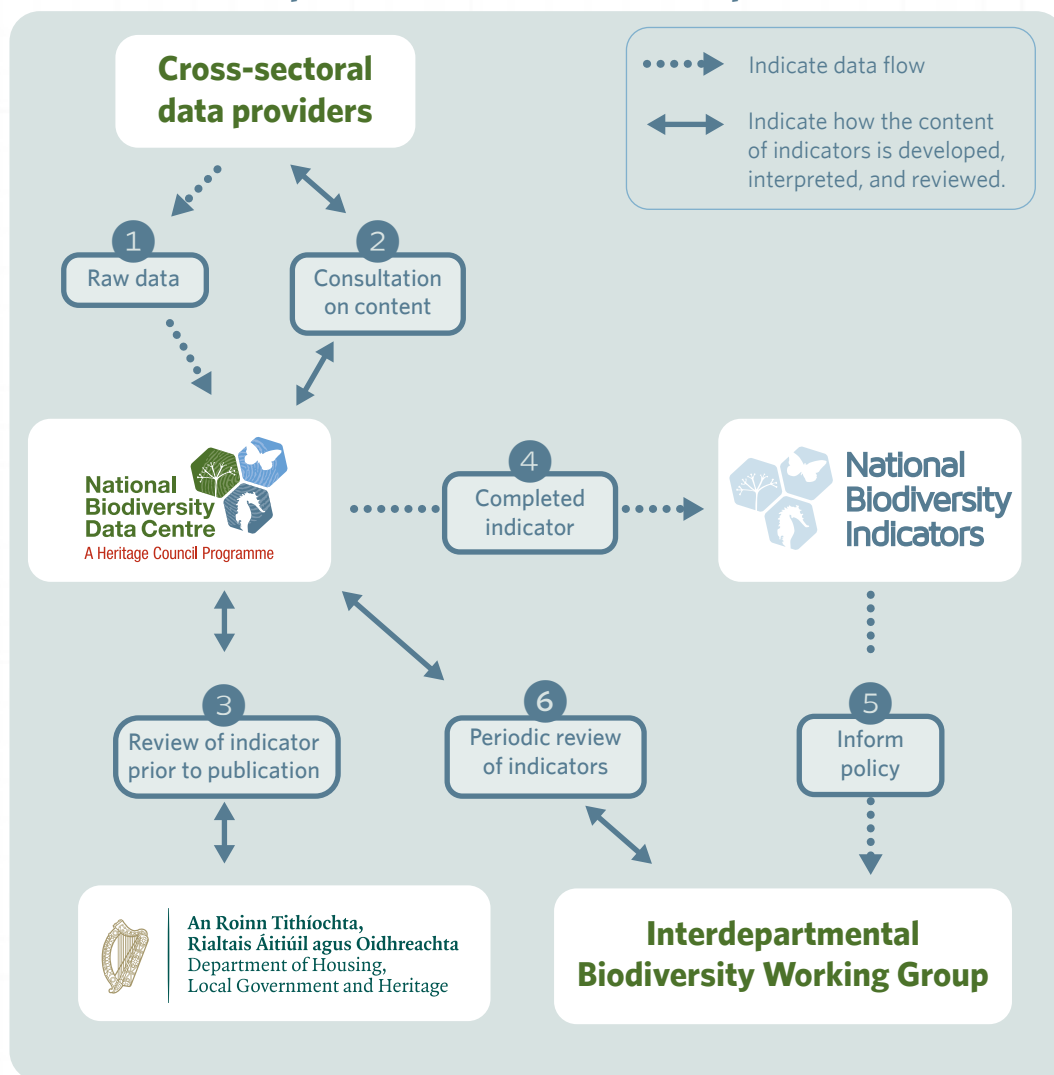 Cross-sectoral
data providers
Indicate data flow
Indicate how the content
of indicators is developed,
interpreted, and reviewed.
1
Raw data
2
Consultation
on content
National
Biodiversity
Data Centre
A Heritage Council Programme
4
Completed
indicator
National
Biodiversity
Indicators
3
Review of indicator
prior to publication
6
Periodic review
of indicators
5
Inform
policy
An Roinn Tithíochta,
Rialtais Áitiúil agus Oidhreachta
Department of Housing,
Local Government and Heritage
Interdepartmental
Biodiversity Working Group